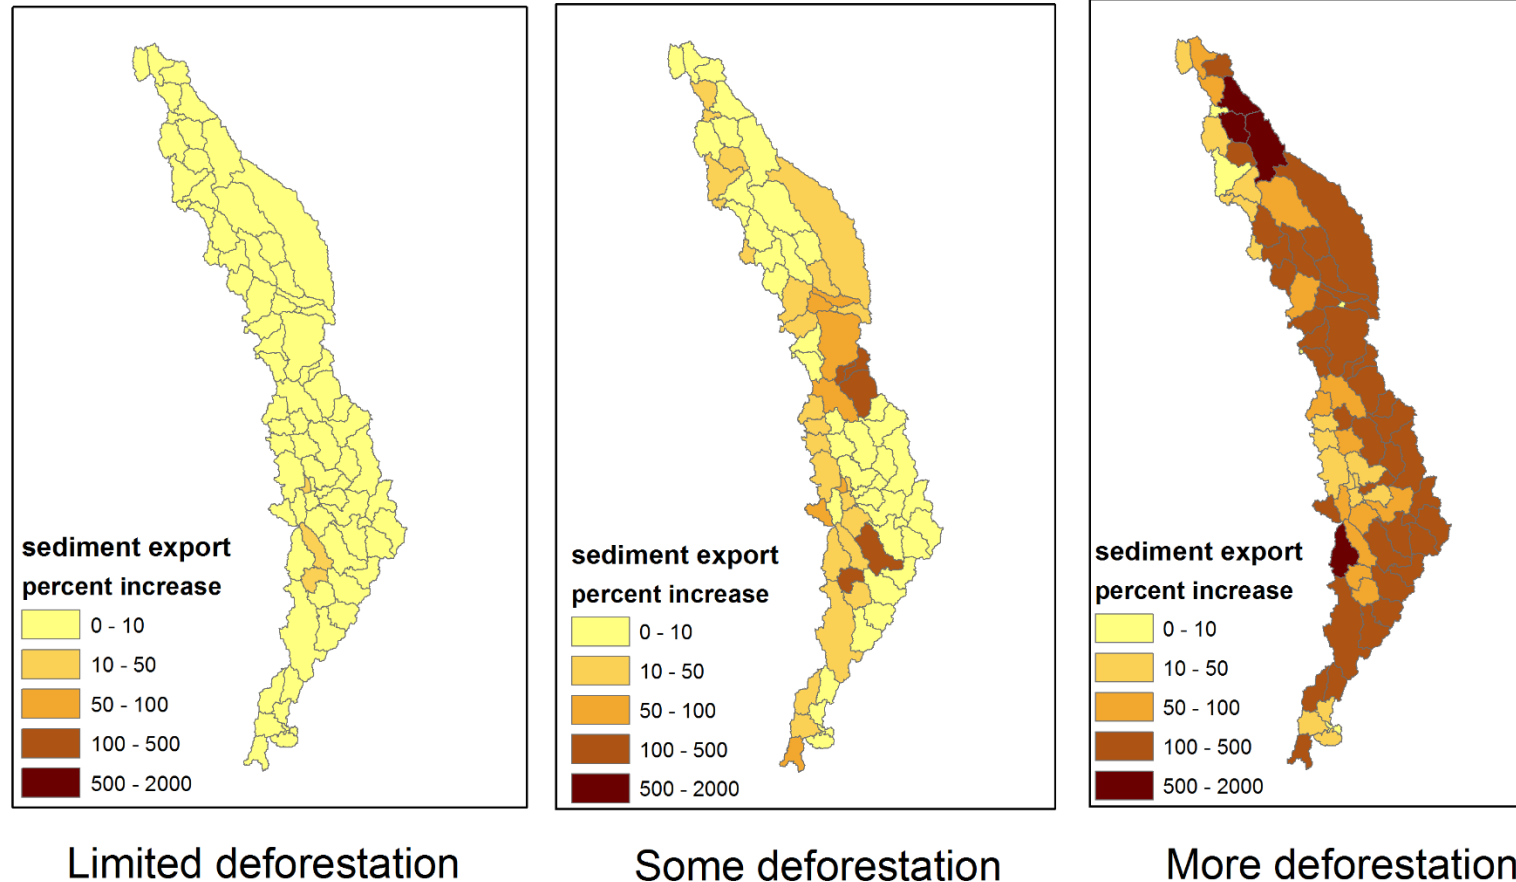 sediment export
percent increase
0 - 10
10 - 50
50 - 100
100 - 500
500 - 2000
Limited deforestation
sediment export
percent increase
0 - 10
10 - 50
50 - 100
100 - 500
500 - 2000
Some deforestation
sediment export
percent increase
0 - 10
10 - 50
50 - 100
100 - 500
500 - 2000
More deforestation